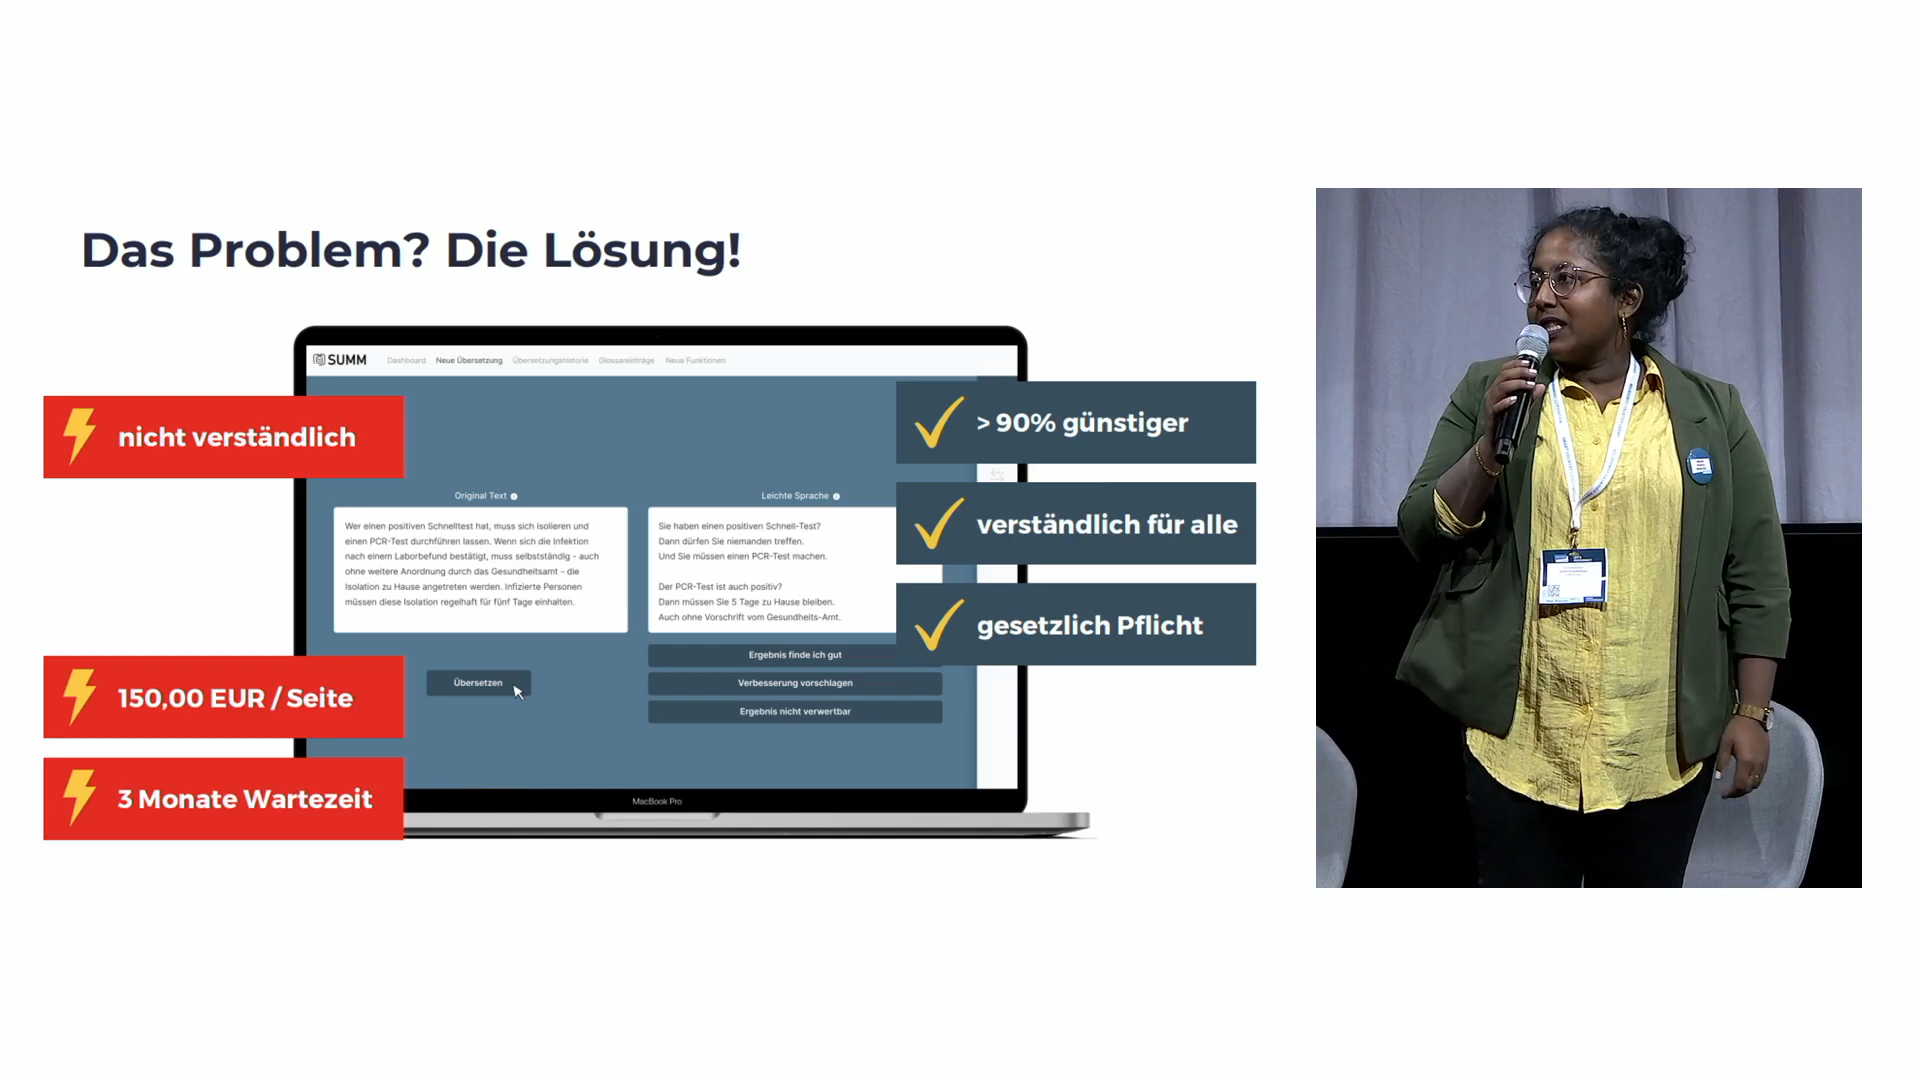 Das Problem? Die Lösung!
SUMM
Dashboard
Neue Übersetzung
Übersetzungshistorie
Glossareinträge
Neue Funktionen
nicht verständlich
150,00 EUR / Seite
3 Monate Wartezeit
Original Text
Wer einen positiven Schnelltest hat, muss sich isolieren und
einen PCR-Test durchführen lassen. Wenn sich die Infektion
nach einem Laborbefund bestätigt, muss selbstständig - auch
ohne weitere Anordnung durch das Gesundheitsamt - die
Isolation zu Hause angetreten werden. Infizierte Personen
müssen diese Isolation regelhaft für fünf Tage einhalten.
Übersetzen
Leichte Sprache
Sie haben einen positiven Schnell-Test?
Dann dürfen Sie niemanden treffen.
Und Sie müssen einen PCR-Test machen.
Der PCR-Test ist auch positiv?
Dann müssen Sie 5 Tage zu Hause bleiben.
Auch ohne Vorschrift vom Gesundheits-Amt.
Ergebnis finde ich gut
Verbesserung vorschlagen
Ergebnis nicht verwertbar
> 90% günstiger
verständlich für alle
gesetzlich Pflicht
MacBook Pro